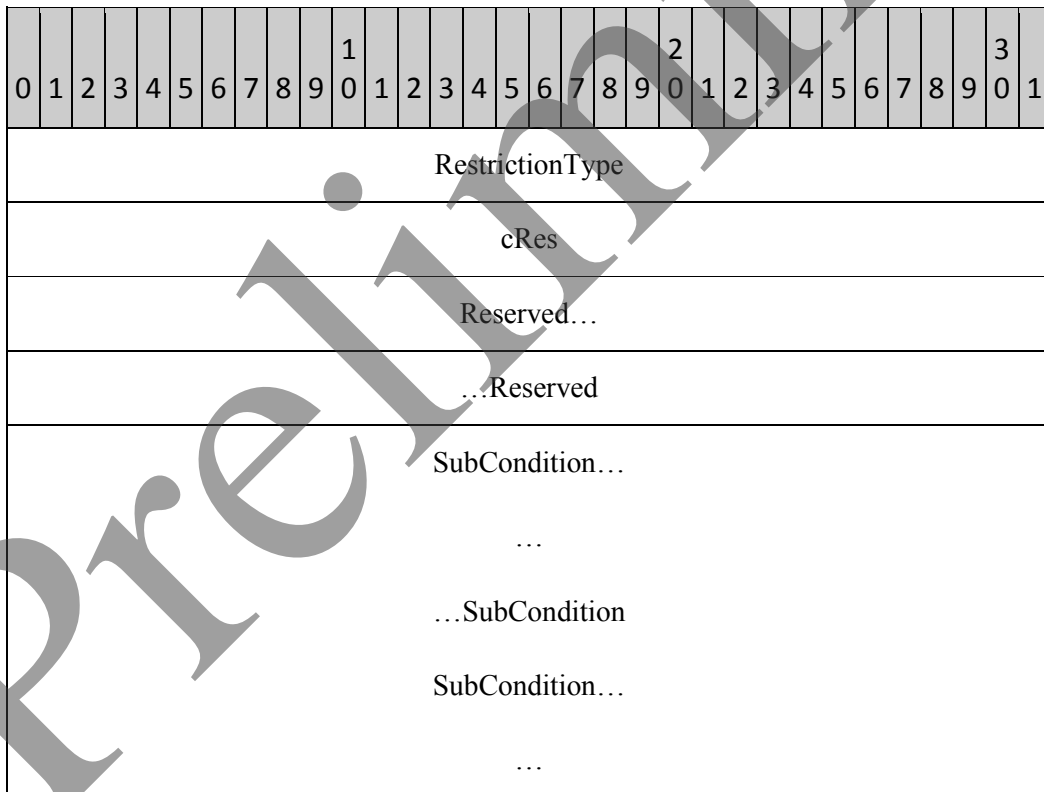 1 2 3
0 1 2 3 4 5 6 7 8 9 0 1 2 3 4 5 6 7 8 9 0 1 2 3 4 5 6 7 8 9 0 1
RestrictionType
cRes
Reserved…
…Reserved
SubCondition…
…
…SubCondition
SubCondition…
…
Prelimi